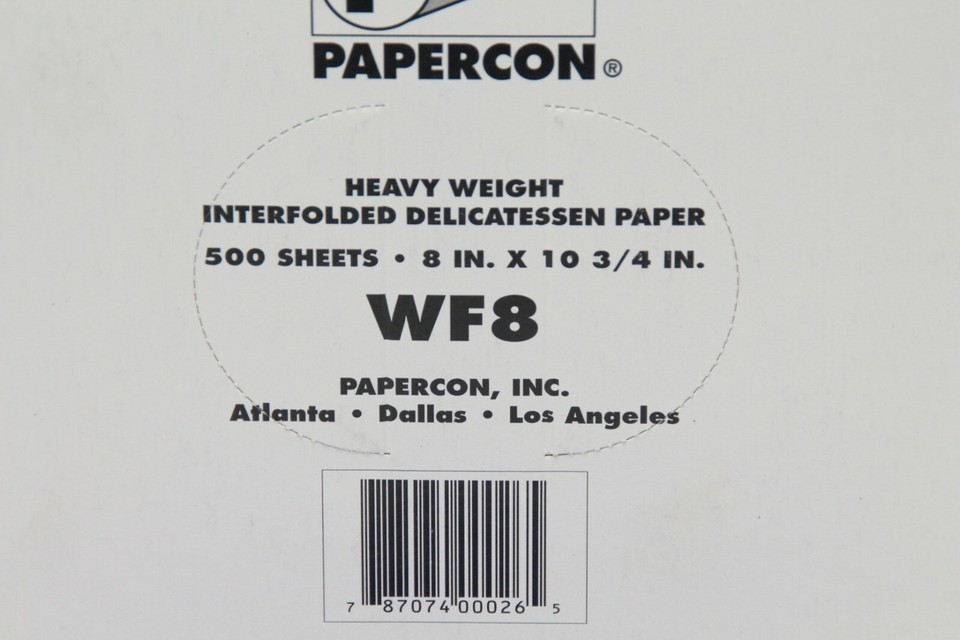 PAPERCON®
HEAVY WEIGHT
INTERFOLDED DELICATESSEN PAPER
500 SHEETS • 8 IN. X 10 3/4 IN.
WF8
PAPERCON, INC.
Atlanta • Dallas • Los Angeles
7 87074 00026 5